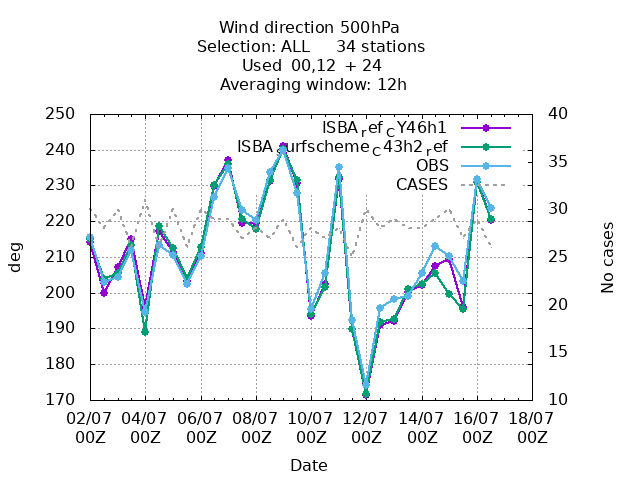 Wind direction 500hPa
Selection: ALL 34 stations
Used 00,12 + 24
Averaging window: 12h
250 40
ISBA_ref_CY46h1
240
ISBA_surfscheme_C43h2_ref
35
OBS
230
CASES
220 30
210 25
200 20
190
15
180
170 10
deg
No cases
02/07 04/07 06/07 08/07 10/07 12/07 14/07 16/07 18/07
00Z 00Z 00Z 00Z 00Z 00Z 00Z 00Z 00Z
Date